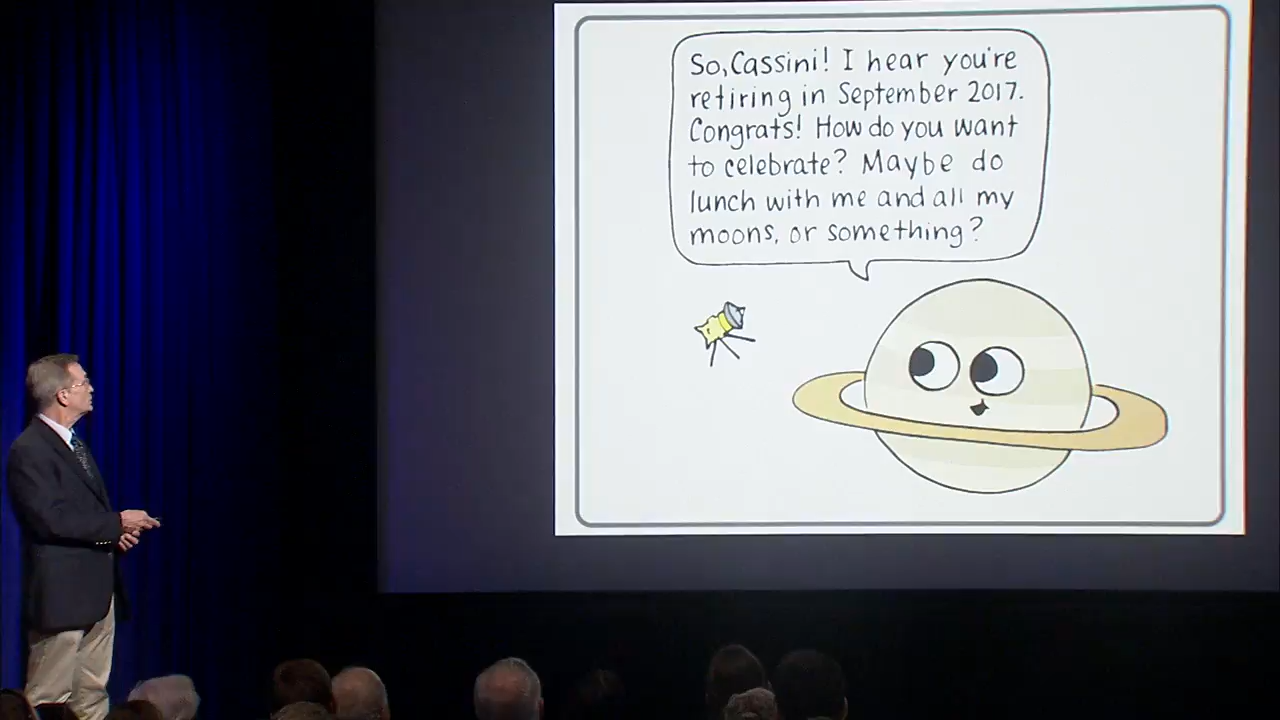 So, Cassini! I hear you're
retiring in September 2017.
Congrats! How do you want
to celebrate? Maybe do
lunch with me and all my
moons, or something?